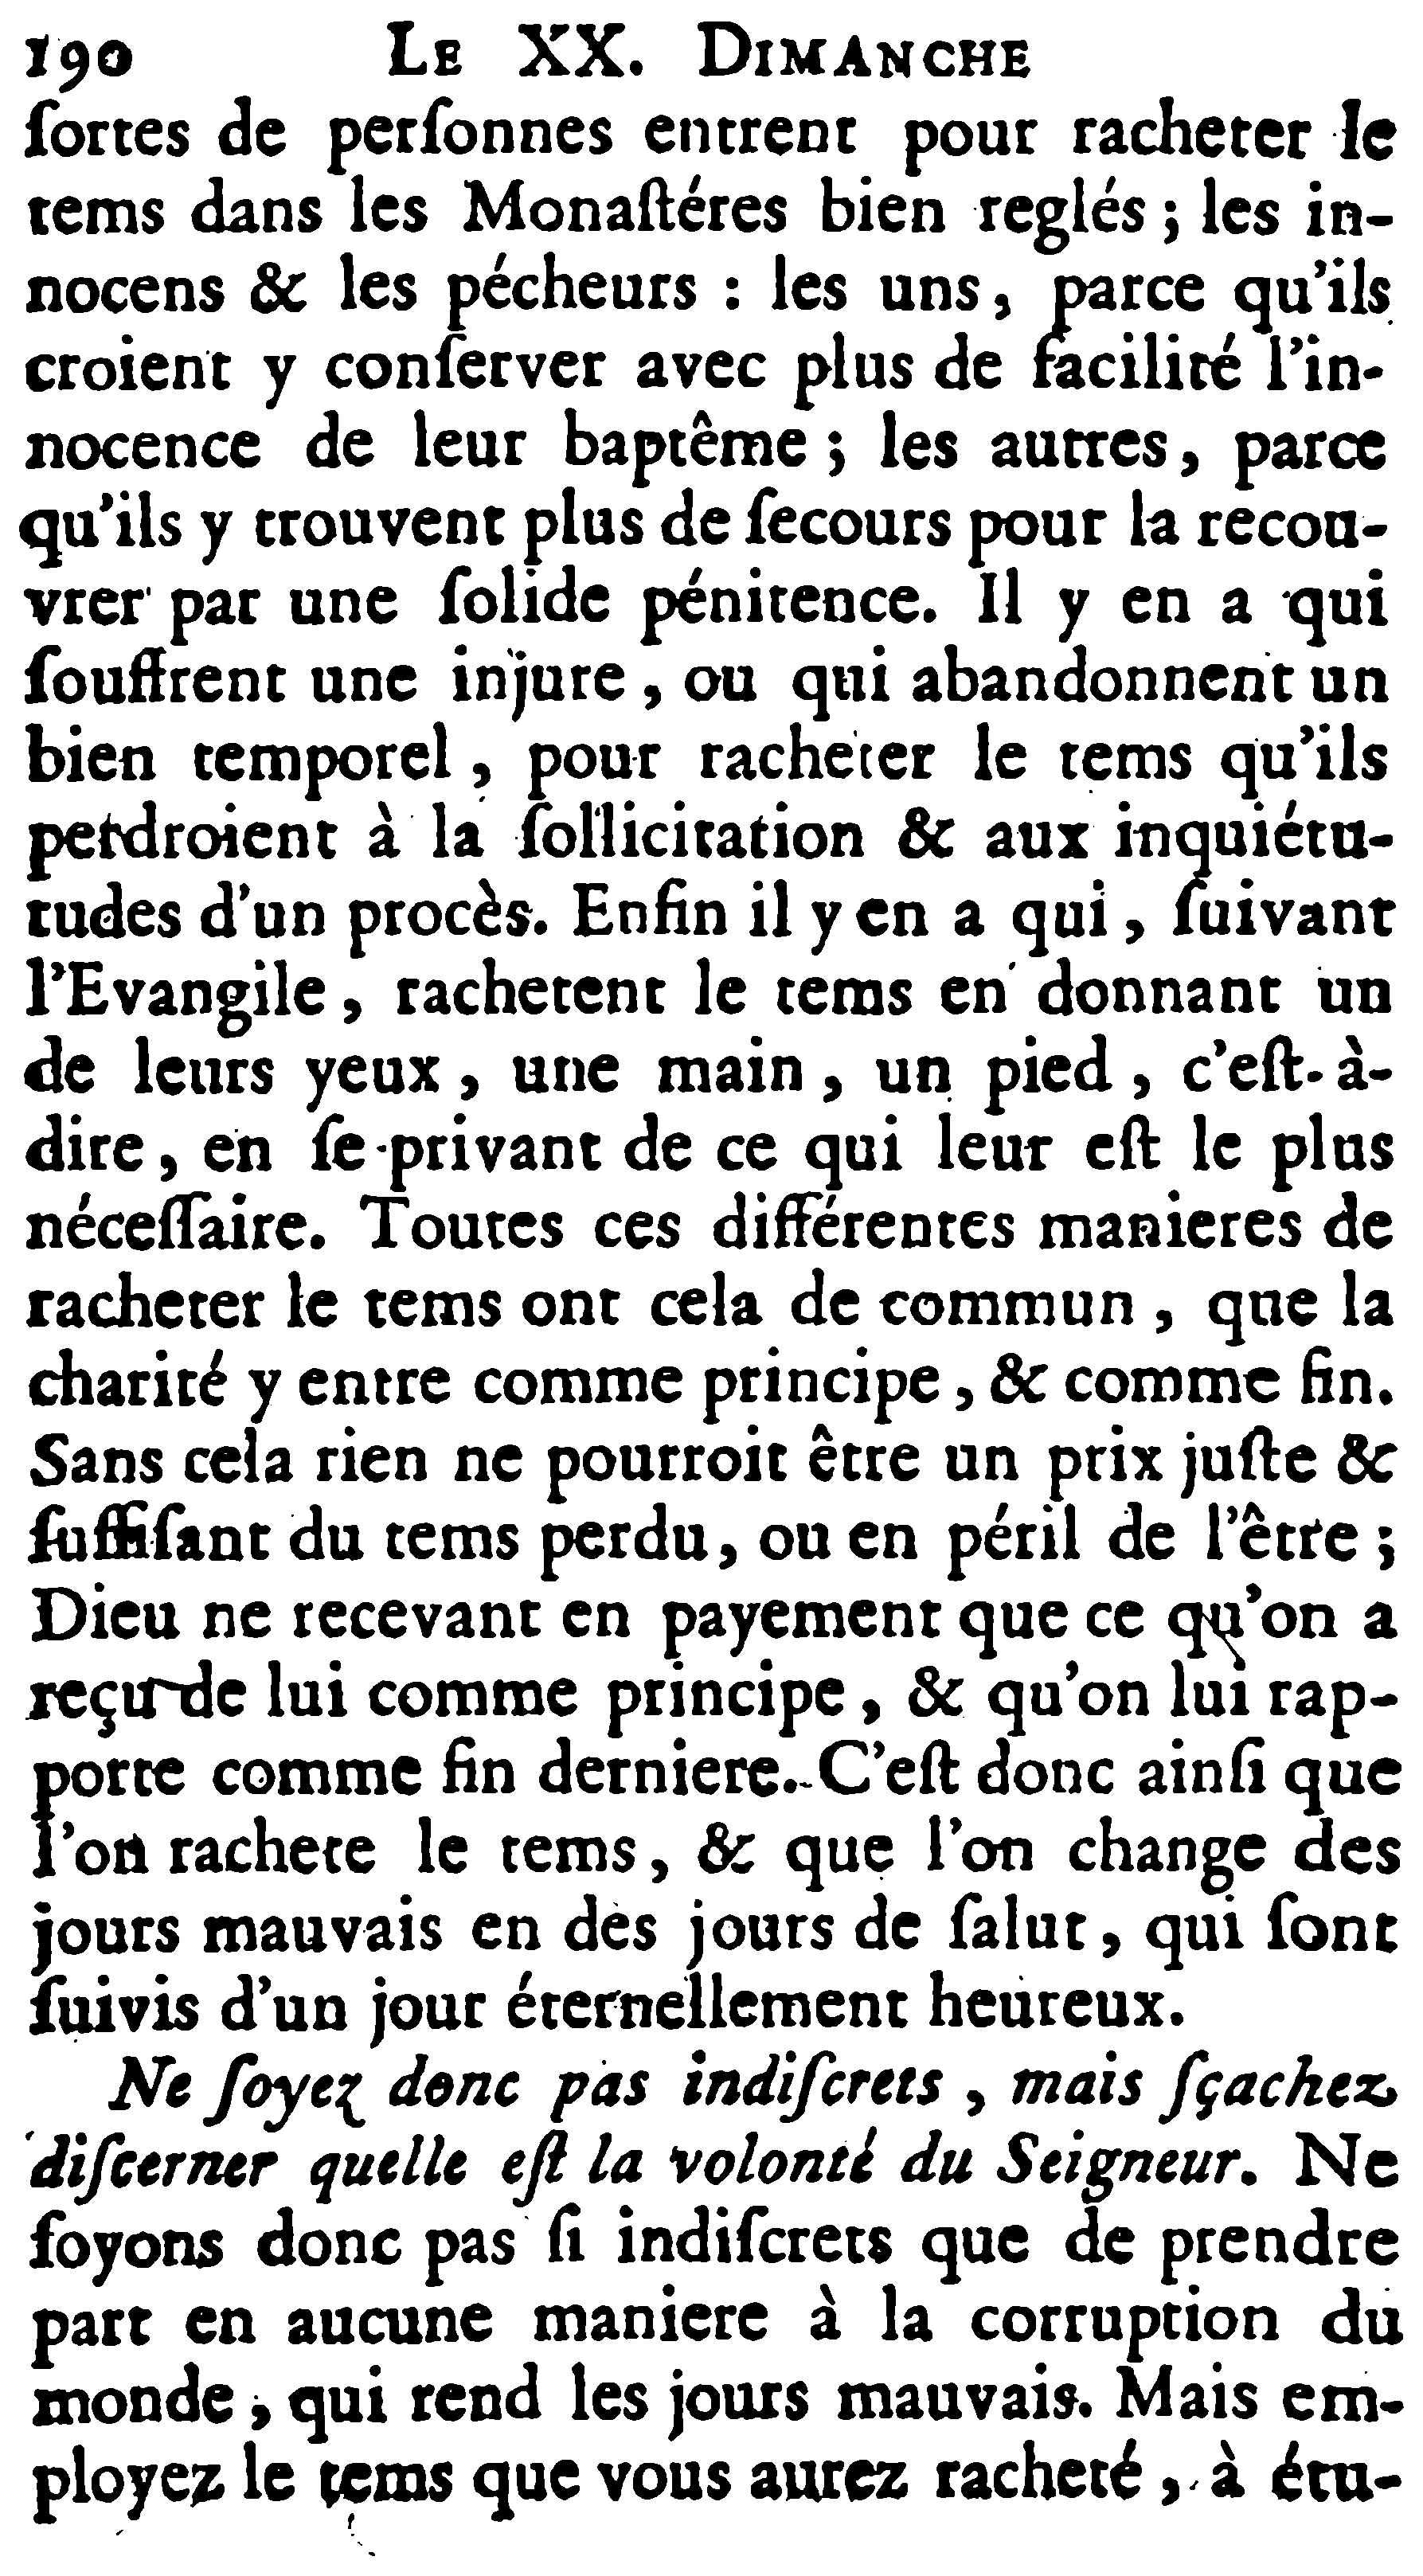 190 LE XX. DIMANCHE
ſortes de perſonnes entrent pour racheter le
tems dans les Monaſtéres bien reglés ; les in-
nocens & les pécheurs : les uns, parce qu'ils
croient y conſerver avec plus de facilité l'in-
nocence de leur baptême ; les autres, parce
qu'ils y trouvent plus de ſecours pour la recou-
vrer par une ſolide pénitence. Il y en a qui
ſouffrent une injure, ou qui abandonnent un
bien temporel, pour racheter le tems qu'ils
perdroient à la ſollicitation & aux inquiétu-
tudes d'un procès. Enfin il y en a qui, ſuivant
l'Evangile, rachetent le tems en donnant un
de leurs yeux, une main, un pied, c'eſt-à-
dire, en ſe privant de ce qui leur eſt le plus
néceſſaire. Toutes ces différentes manieres de
racheter le tems ont cela de commun, que la
charité y entre comme principe, & comme fin.
Sans cela rien ne pourroit être un prix juſte &
ſuffiſant du tems perdu, ou en péril de l'être ;
Dieu ne recevant en payement que ce qu'on a
reçu de lui comme principe, & qu'on lui rap-
porte comme fin derniere. C'eſt donc ainſi que
l'on rachete le tems, & que l'on change des
jours mauvais en des jours de ſalut, qui ſont
ſuivis d'un jour éternellement heureux.
Ne ſoyez donc pas indiſcrets, mais ſçachez
diſcerner quelle eſt la volonté du Seigneur. Ne
ſoyons donc pas ſi indiſcrets que de prendre
part en aucune maniere à la corruption du
monde, qui rend les jours mauvais. Mais em-
ployez le tems que vous aurez racheté, à étu-